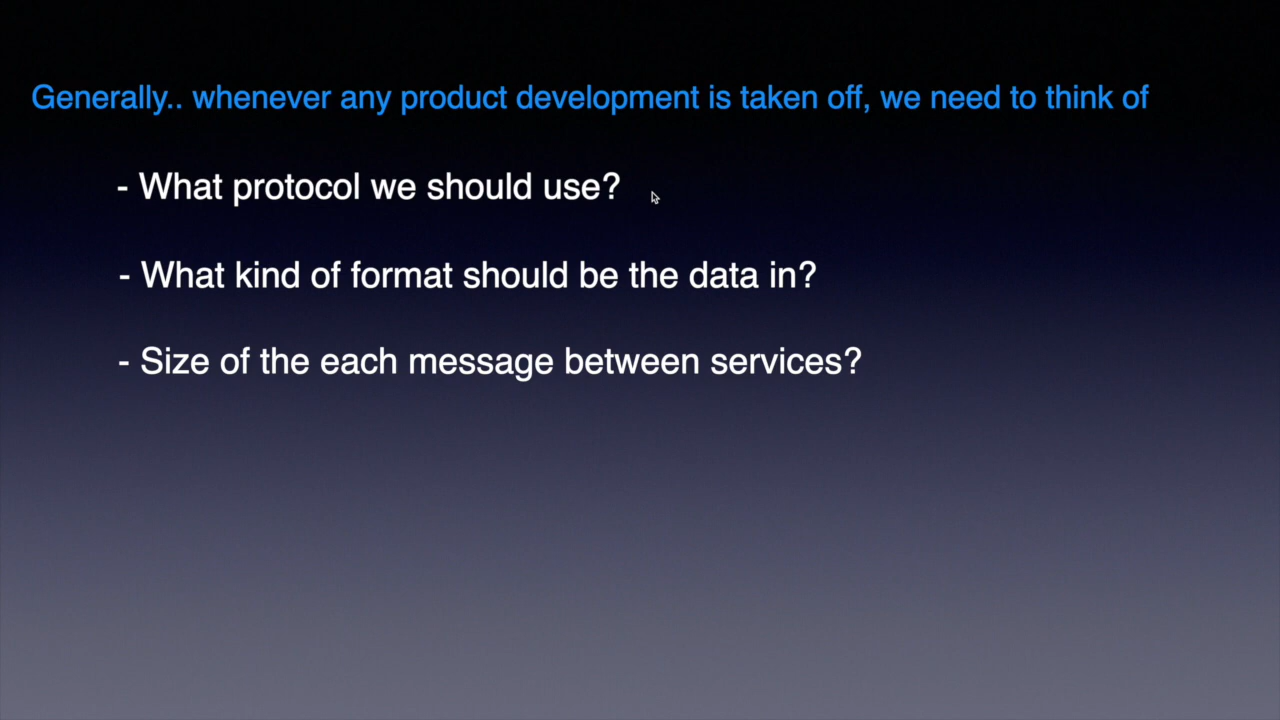 Generally.. whenever any product development is taken off, we need to think of
- What protocol we should use?
- What kind of format should be the data in?
- Size of the each message between services?